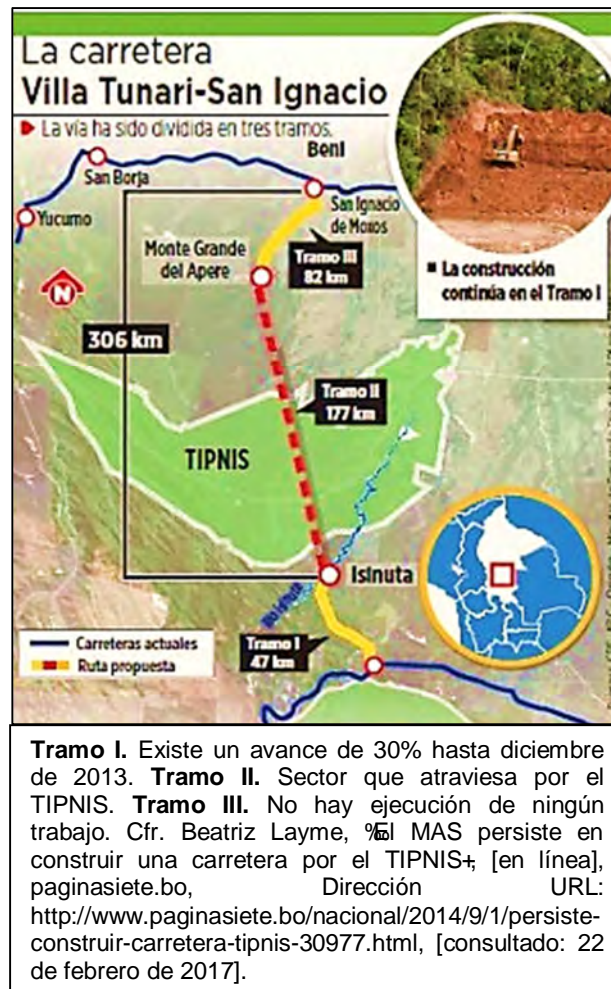 La carretera
Villa Tunari-San Ignacio
La vía ha sido dividida en tres tramos.
Beni
San Borja
Yucumo
San Ignacio
de Moxos
Monte Grande
del Apere
Tramo III
82 km
■ La construcción
continúa en el Tramo I
N
306 km
Tramo II
177 km
TIPNIS
Isinuta
Carreteras actuales
Ruta propuesta
Tramo I
47 km
Tramo I. Existe un avance de 30% hasta diciembre
de 2013. Tramo II. Sector que atraviesa por el
TIPNIS. Tramo III. No hay ejecución de ningún
trabajo. Cfr. Beatriz Layme, MAS persiste en
construir una carretera por el TIPNIS+, [en línea],
paginasiete.bo, Dirección URL:
http://www.paginasiete.bo/nacional/2014/9/1/persiste-
construir-carretera-tipnis-30977.html, [consultado: 22
de febrero de 2017].